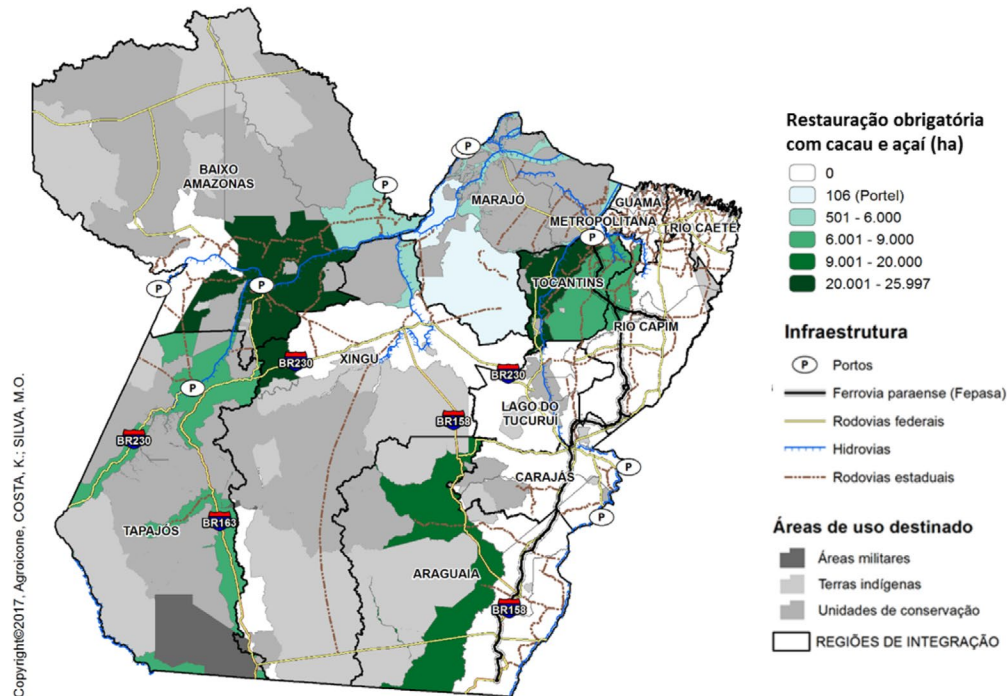 BAIXO
AMAZONAS
MARAJÓ
GUAMÁ
METROPOLITANA
RIO CAETÉ
TOCANTINS
RIO CAPIM
XINGU
LAGO DO
TUCURUÍ
CARAJÁS
TAPAJÓS
ARAGUAIA
P
P
P
P
P
P
P
P
BR230
BR230
BR230
BR158
BR163
BR158
Restauração obrigatória
com cacau e açaí (ha)
0
106 (Portel)
501 - 6.000
6.001 - 9.000
9.001 - 20.000
20.001 - 25.997
Infraestrutura
P Portos
Ferrovia paraense (Fepasa)
Rodovias federais
Hidrovias
Rodovias estaduais
Áreas de uso destinado
Áreas militares
Terras indígenas
Unidades de conservação
REGIÕES DE INTEGRAÇÃO
Copyright©2017, Agroicone, COSTA, K.; SILVA, M.O.